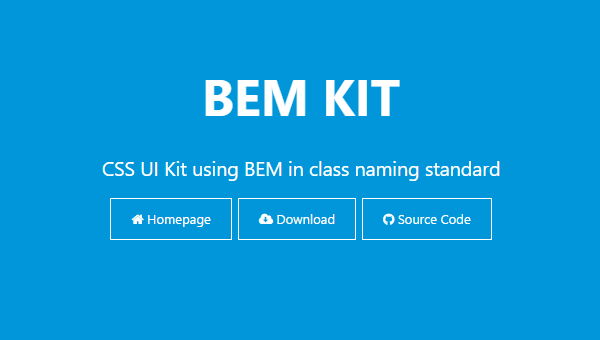 BEM KIT
CSS UI Kit using BEM in class naming standard
Homepage Download Source Code